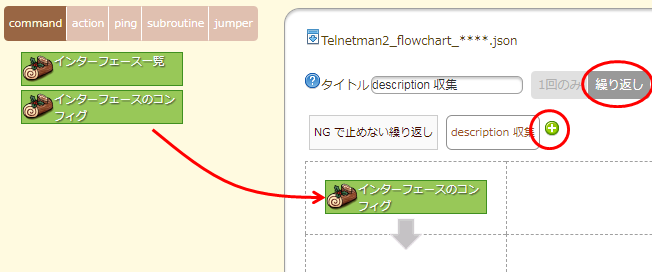 command action ping subroutine jumper
インターフェース一覧
インターフェースのコン
フィグ
Telnetman2_flowchart_****.json
タイトル description 収集 1回のみ 繰り返し
NG で止めない繰り返し description 収集
インターフェースのコン
フィグ